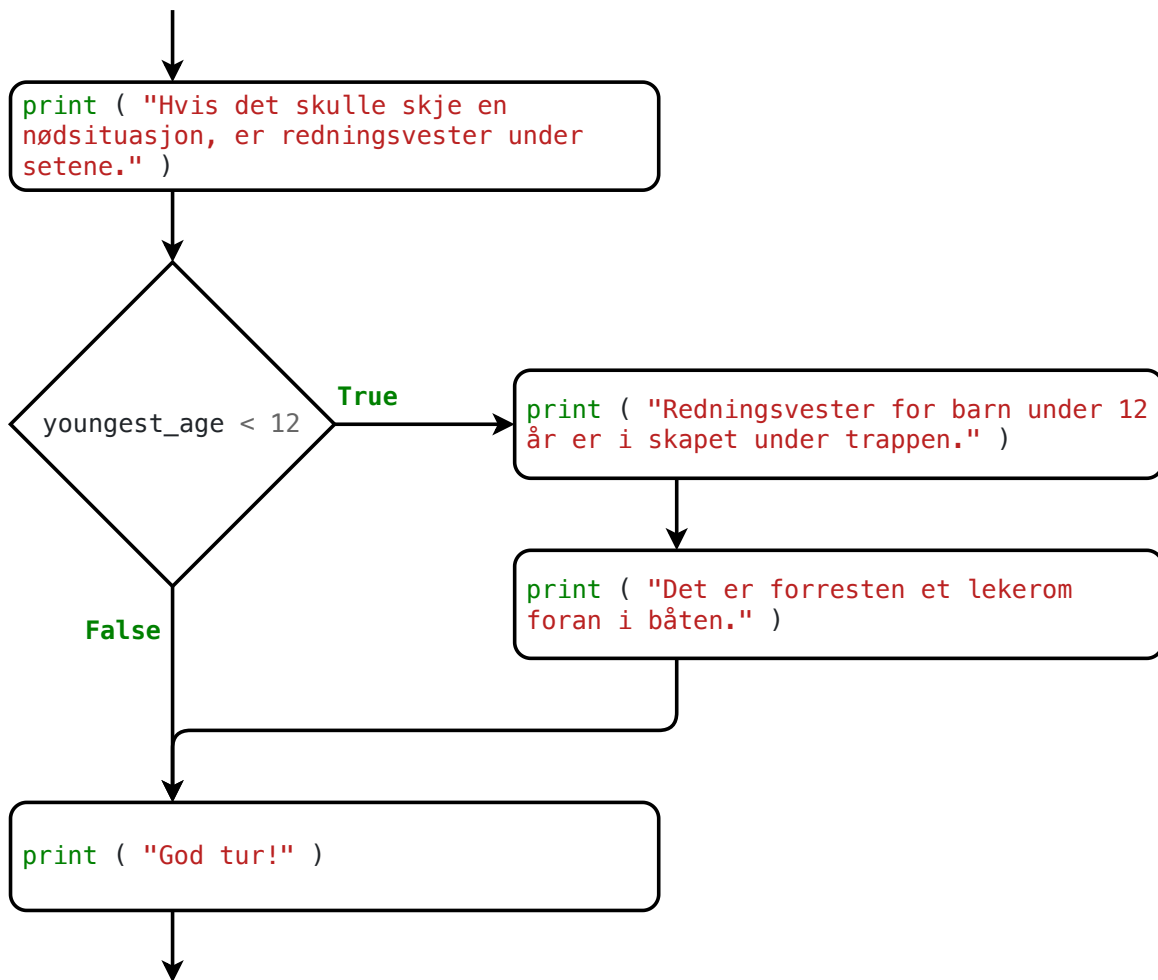 print ( "Hvis det skulle skje en
nødsituasjon, er redningsvester under
setene." )
youngest_age < 12
True
print ( "Redningsvester for barn under 12
år er i skapet under trappen." )
print ( "Det er forresten et lekerom
foran i båten." )
False
print ( "God tur!" )